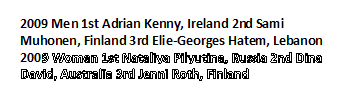 2009 Men 1st Adrian Kenny, Ireland 2nd Sami
Muhonen, Finland 3rd Elie-Georges Hatem, Lebanon
2009 Women 1st Nataliya Pilyutina, Russia 2nd Dina
David, Australia 3rd Janni Roth, Finland